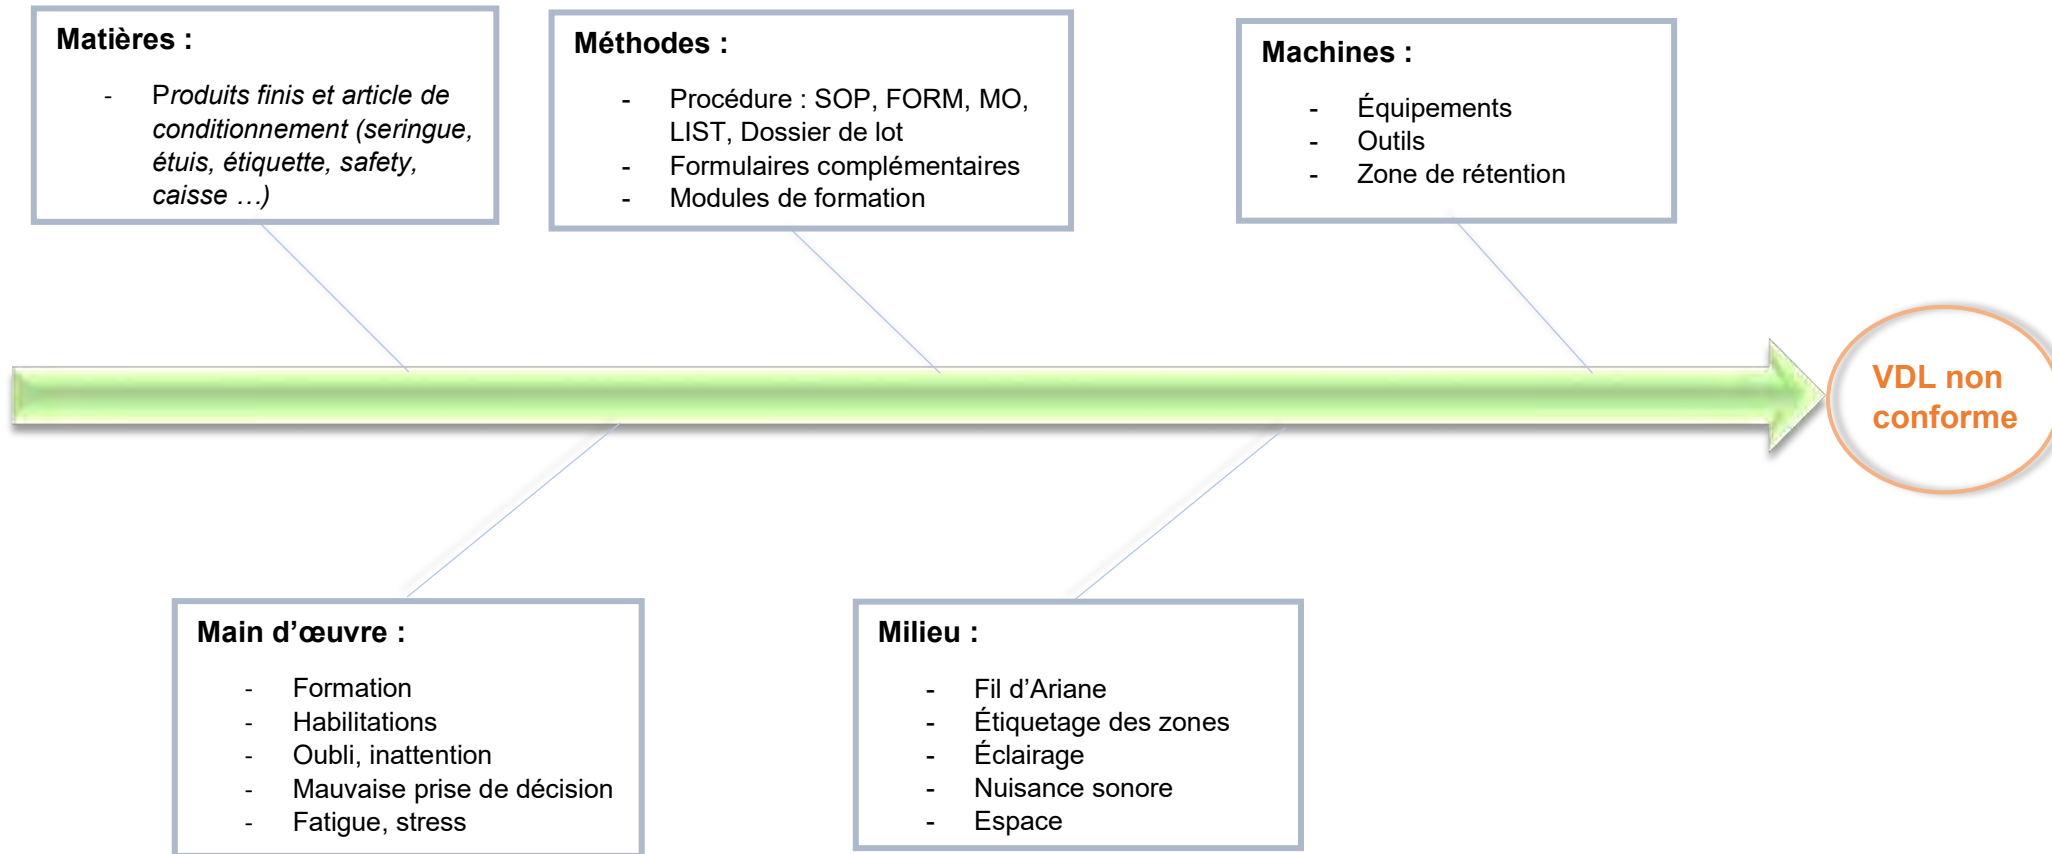 Matières :
- Produits finis et article de
conditionnement (seringue,
étuis, étiquette, safety,
caisse …)
Méthodes :
- Procédure : SOP, FORM, MO,
LIST, Dossier de lot
- Formulaires complémentaires
- Modules de formation
Machines :
- Équipements
- Outils
- Zone de rétention
VDL non
conforme
Main d’œuvre :
- Formation
- Habilitations
- Oubli, inattention
- Mauvaise prise de décision
- Fatigue, stress
Milieu :
- Fil d’Ariane
- Étiquetage des zones
- Éclairage
- Nuisance sonore
- Espace